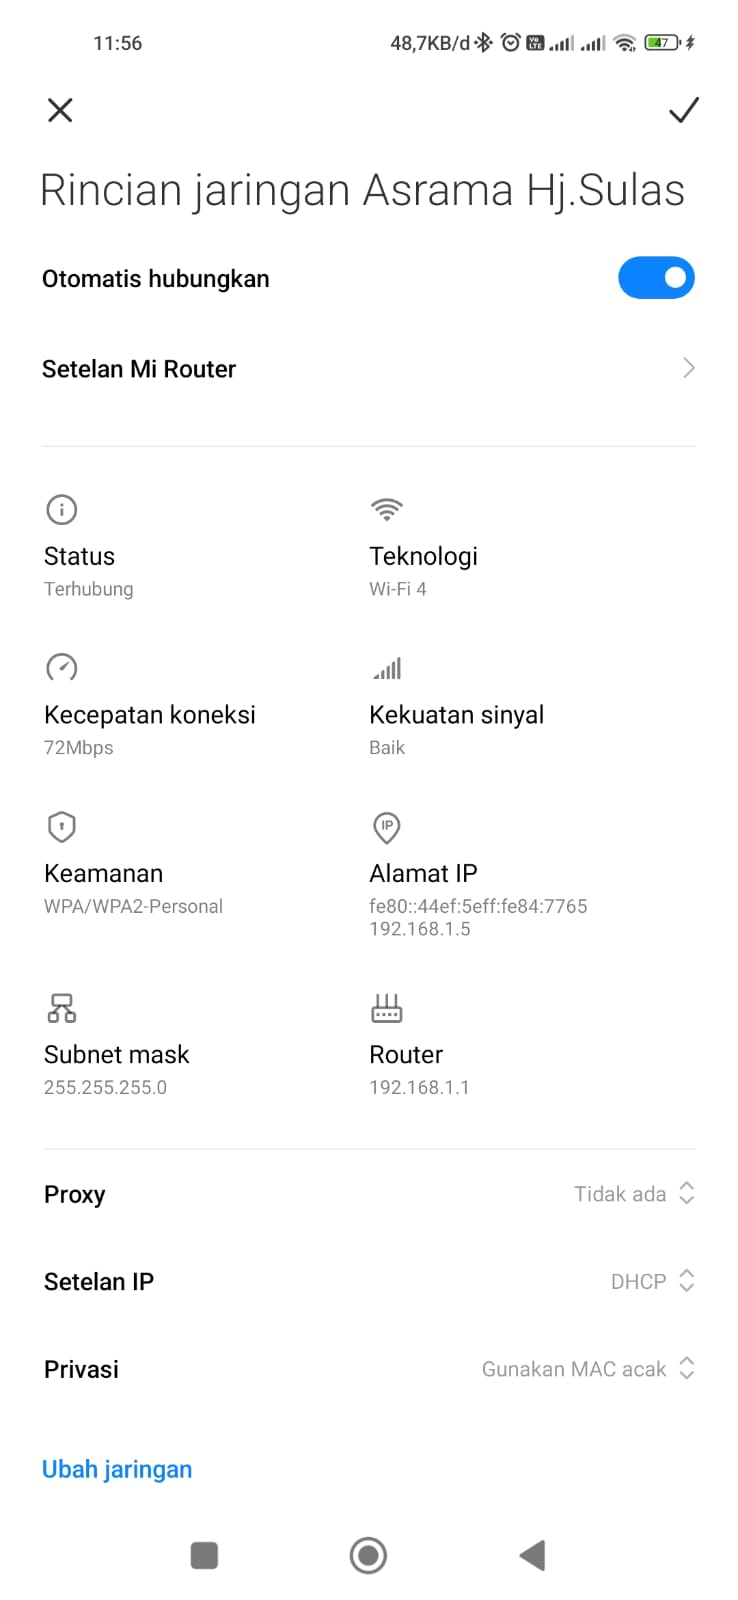 11:56
48,7KB/d
Vo LTE
47
Rincian jaringan Asrama Hj.Sulas
Otomatis hubungkan
Setelan Mi Router
Status
Terhubung
Teknologi
Wi-Fi 4
Kecepatan koneksi
72Mbps
Kekuatan sinyal
Baik
IP
Keamanan
WPA/WPA2-Personal
Alamat IP
fe80::44ef:5eff:fe84:7765
192.168.1.5
Subnet mask
255.255.255.0
Router
192.168.1.1
Proxy
Tidak ada
Setelan IP
DHCP
Privasi
Gunakan MAC acak
Ubah jaringan